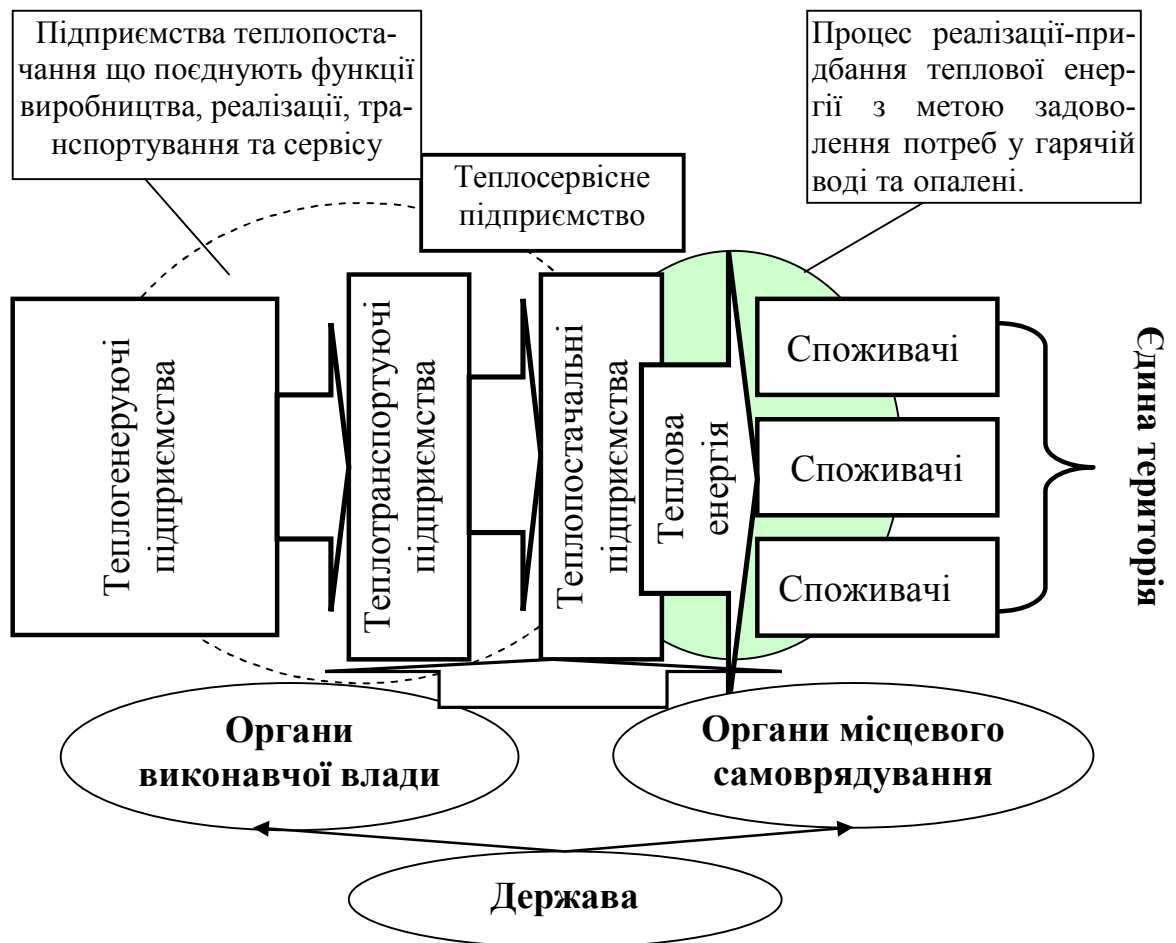 Підприємства теплопоста-
чання що поєднують функції
виробництва, реалізації, тра-
нспортування та сервісу
Процес реалізації-при-
дбання теплової енер-
гії з метою задово-
лення потреб у гарячій
воді та опалені.
Теплосервісне
підприємство
Теплогенеруючі
підприємства
Теплотранспортуючі
підприємства
Теплопостачальні
підприємства
Теплова
енергія
Споживачі
Споживачі
Споживачі
Єдина територія
Органи
виконавчої влади
Органи місцевого
самоврядування
Держава